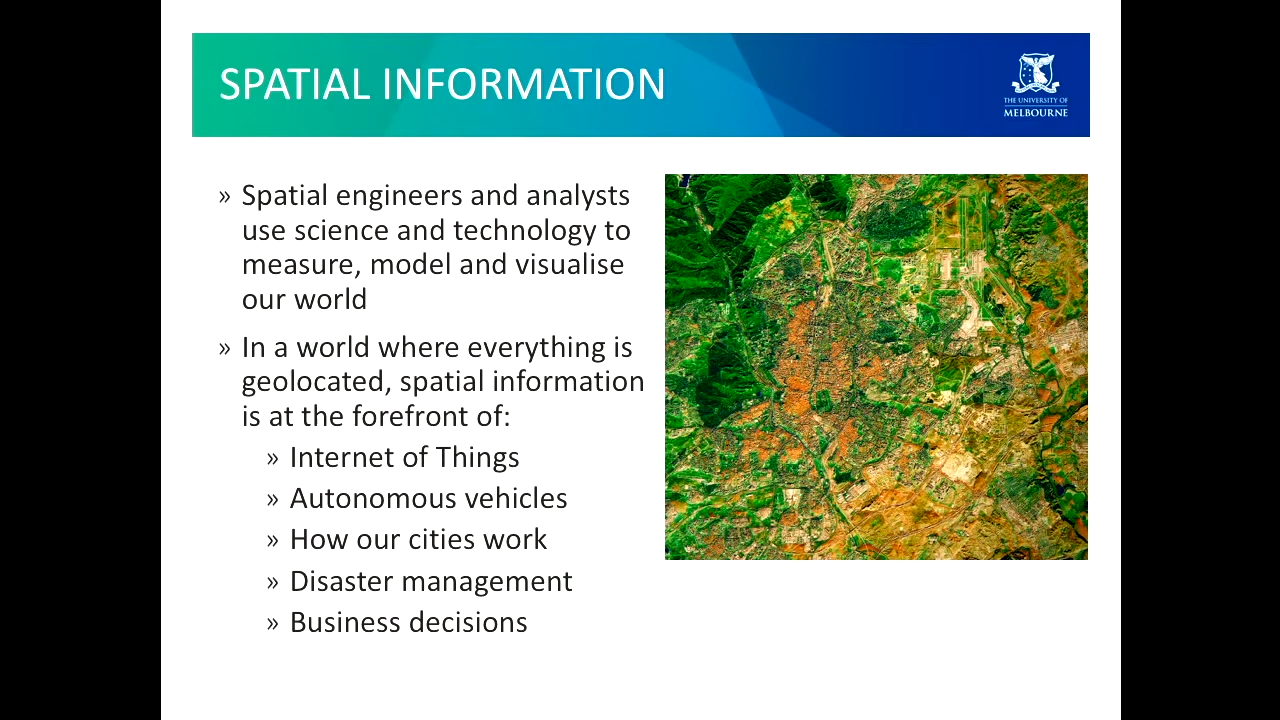 SPATIAL INFORMATION
THE UNIVERSITY OF
MELBOURNE
» Spatial engineers and analysts
use science and technology to
measure, model and visualise
our world
» In a world where everything is
geolocated, spatial information
is at the forefront of:
» Internet of Things
» Autonomous vehicles
» How our cities work
» Disaster management
» Business decisions